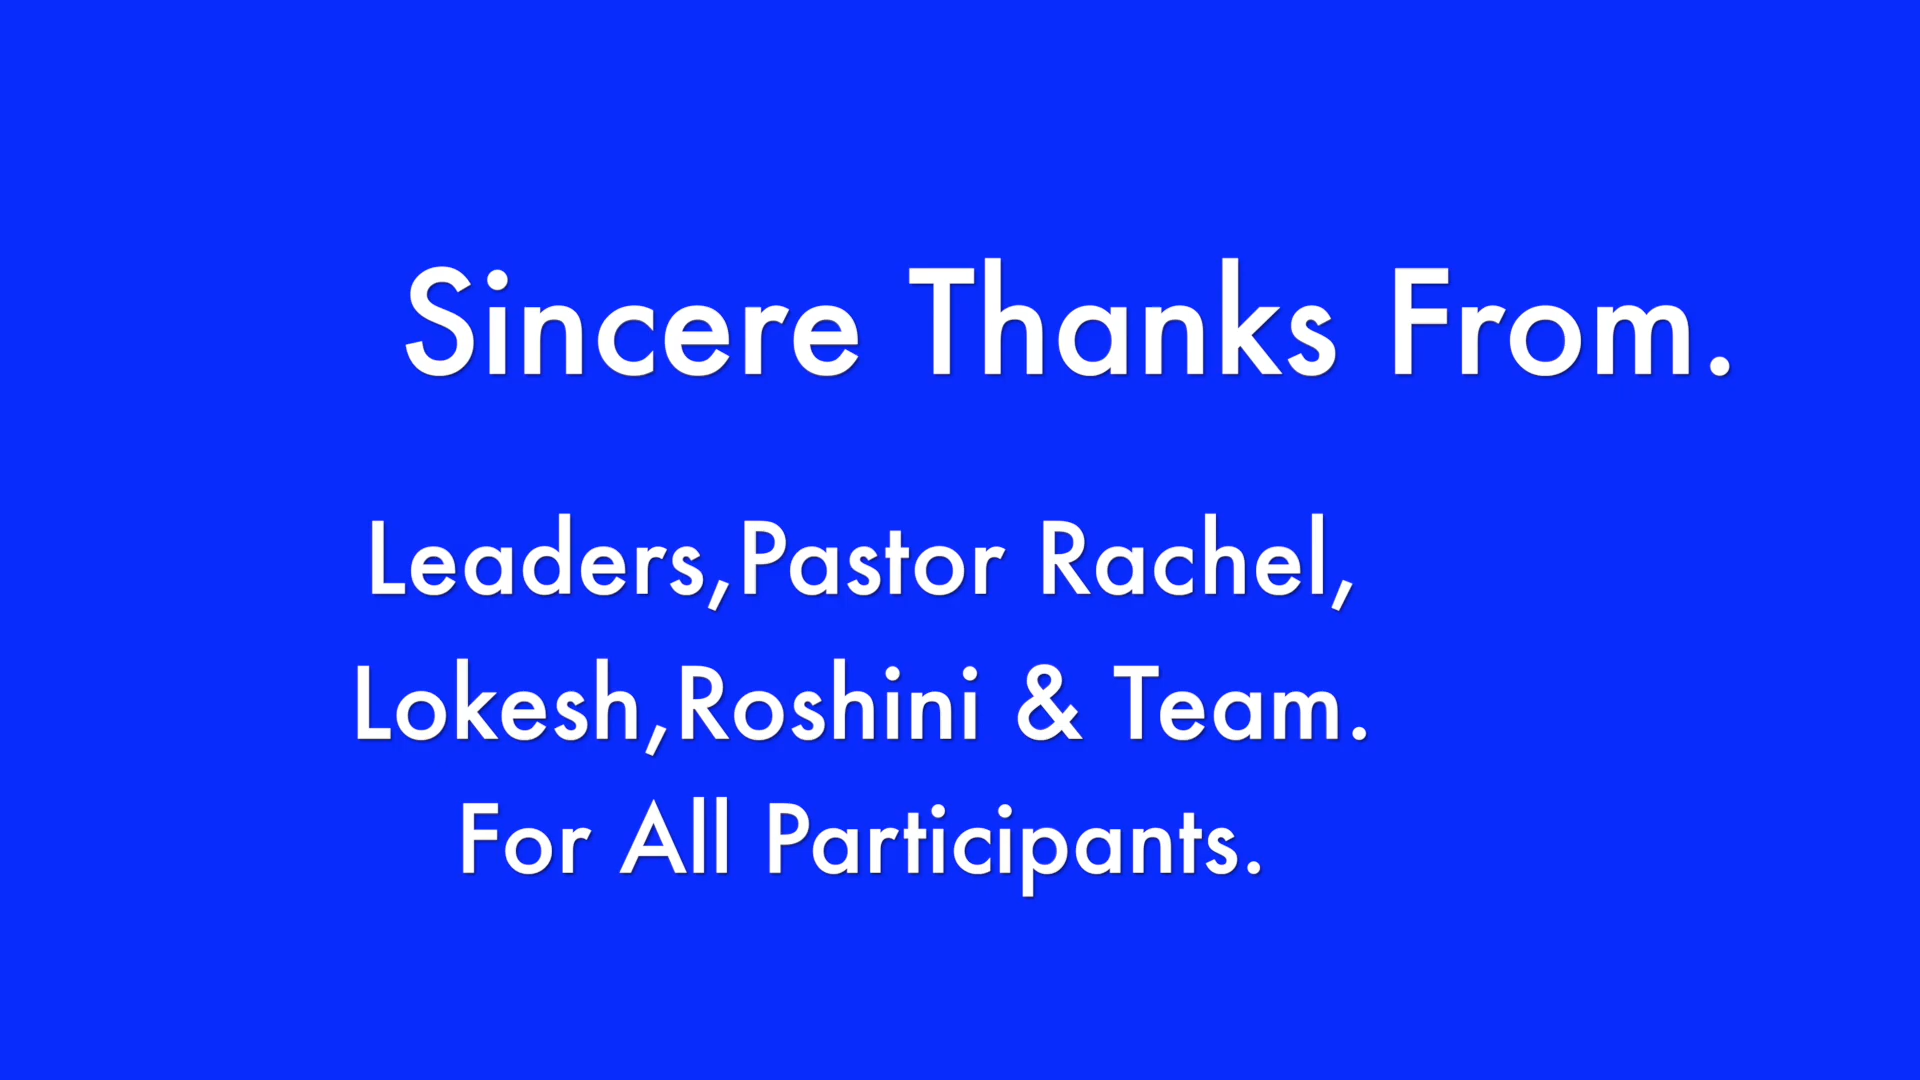 Sincere Thanks From.
Leaders,Pastor Rachel,
Lokesh,Roshini & Team.
For All Participants.